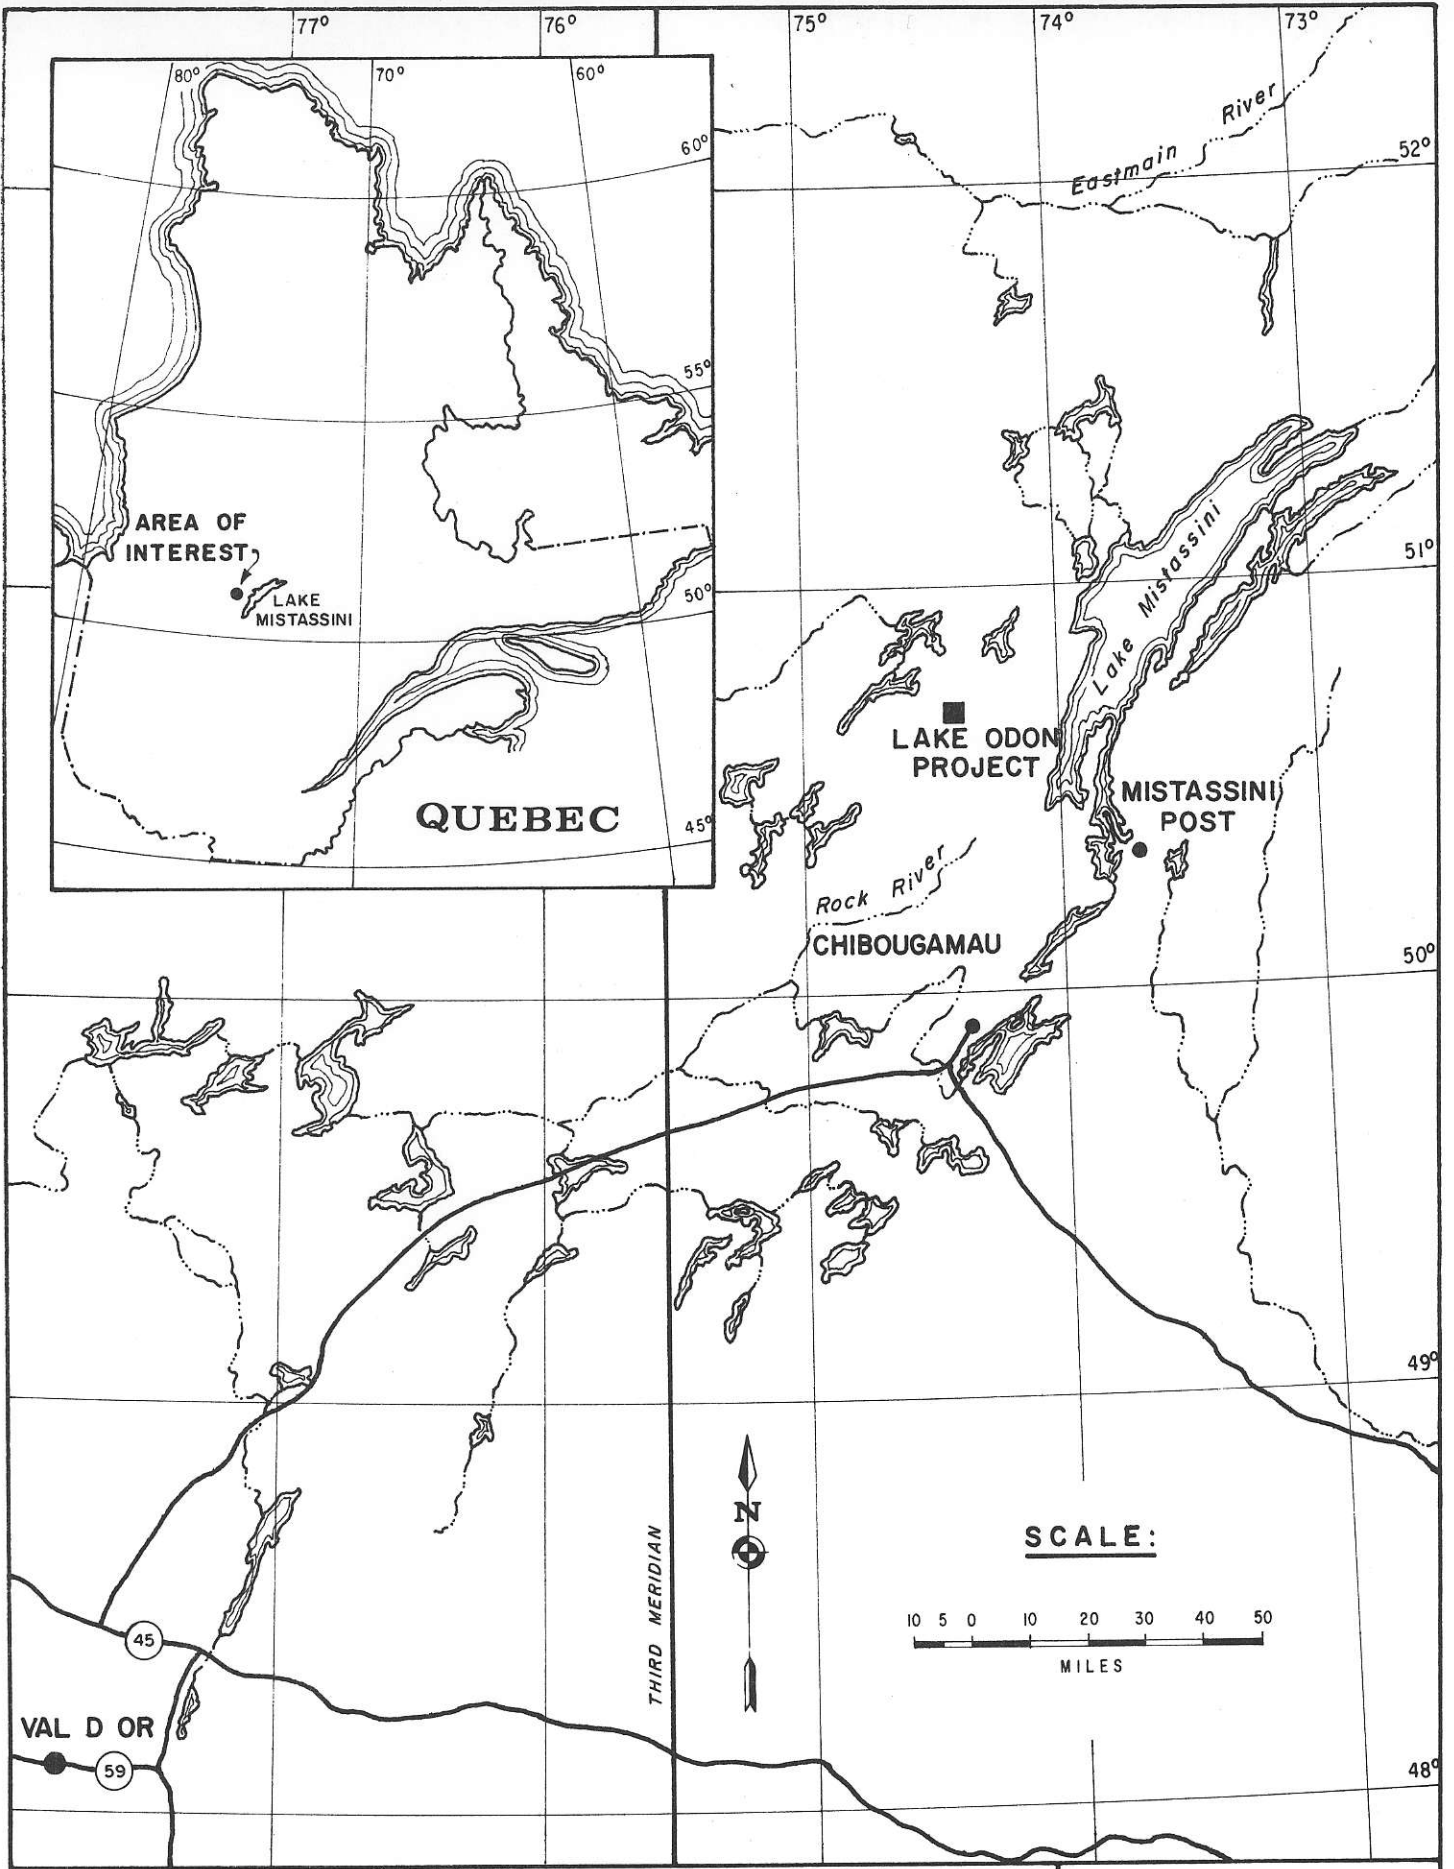 77°
76°
75°
74°
73°
80°
70°
60°
60°
55°
50°
45°
AREA OF
INTEREST
LAKE
MISTASSINI
QUEBEC
Eastmain River
52°
51°
50°
49°
48°
Lake Mistassini
LAKE ODON
PROJECT
MISTASSINI
POST
Rock River
CHIBOUGAMAU
THIRD MERIDIAN
N
SCALE:
10 5 0 10 20 30 40 50
MILES
45
VAL D OR
59